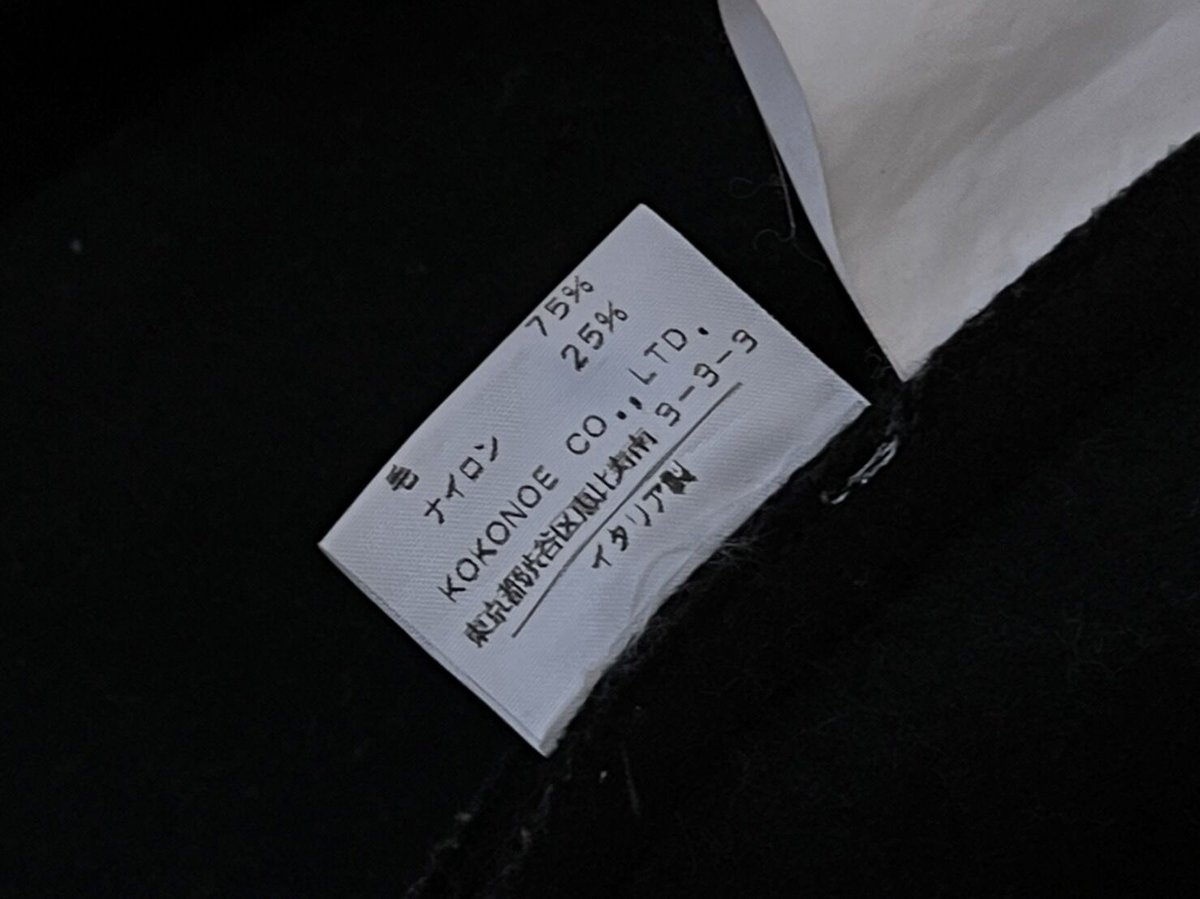 毛 75%
ナイロン 25%
KOKONOE CO.,LTD.
東京都渋谷区恵比寿南 3-3-3
イタリア製